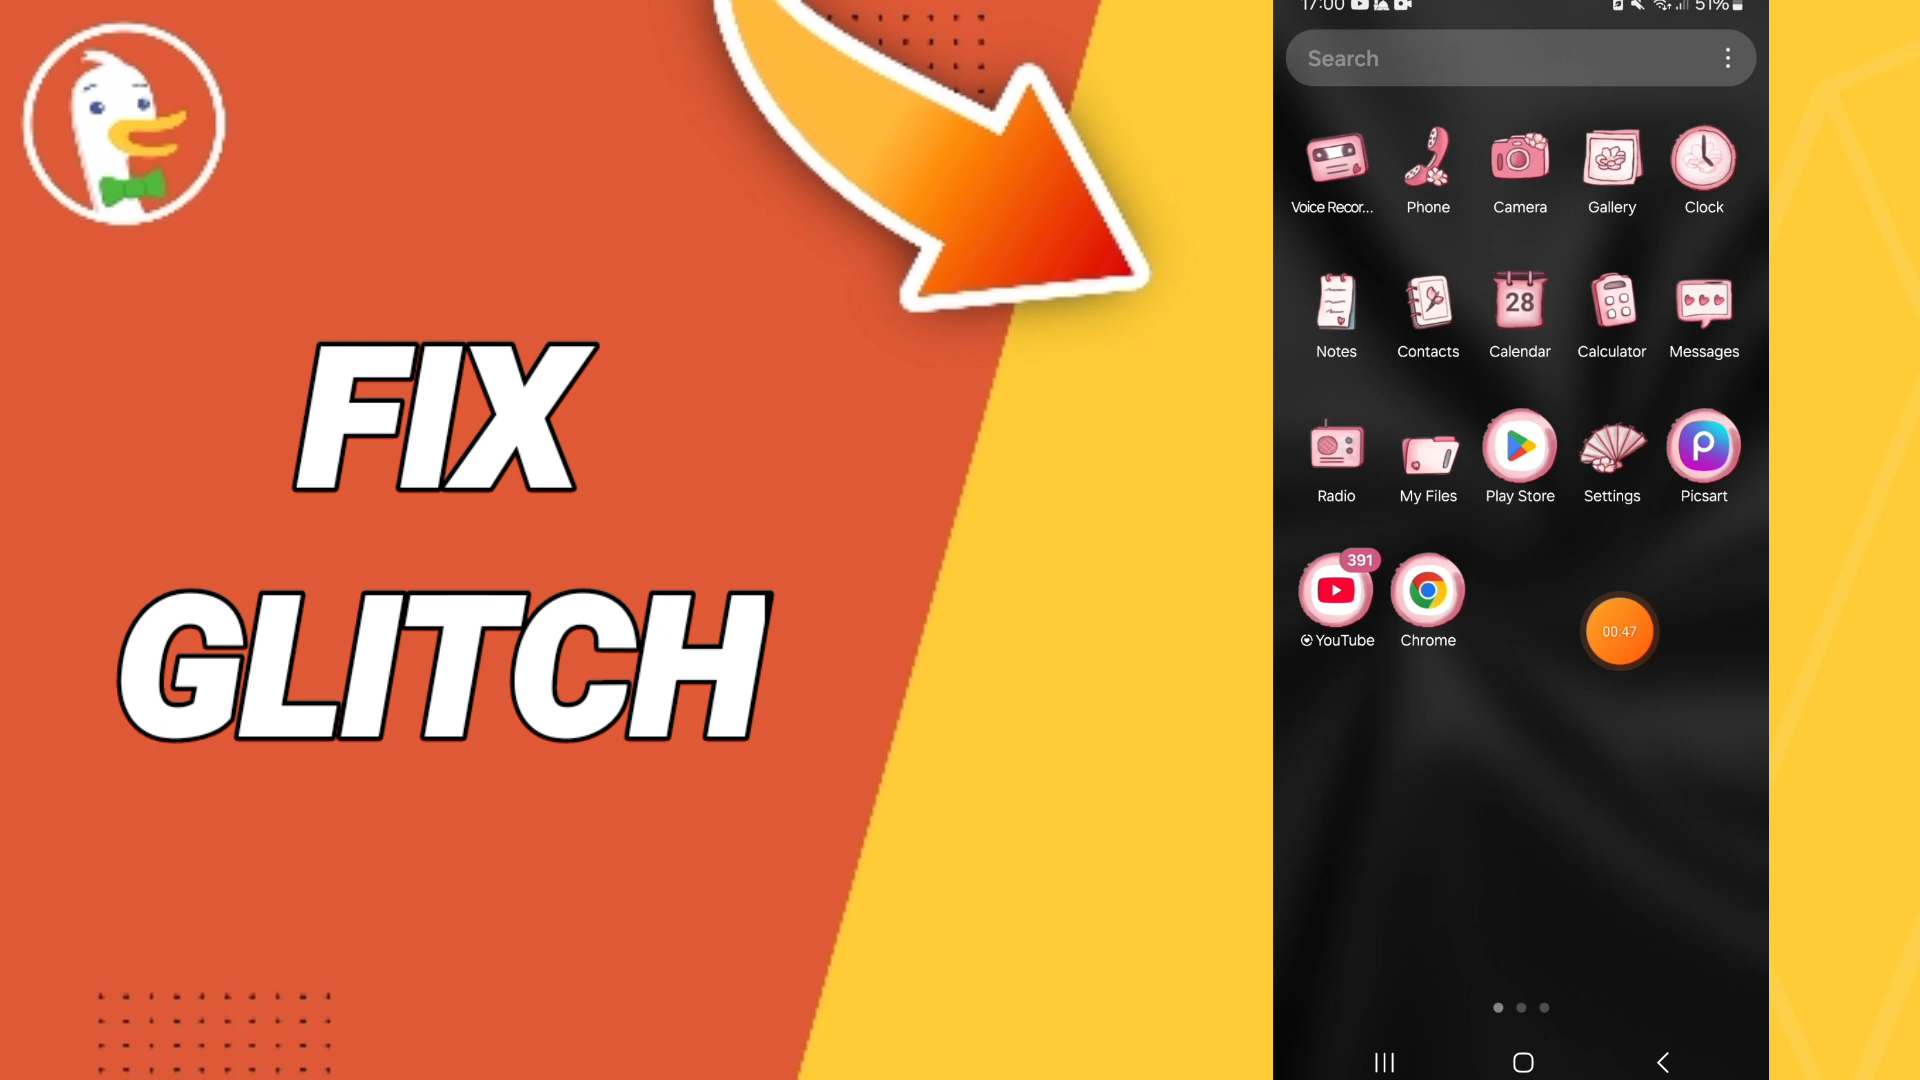 FIX
GLITCH
17:00
51%
Search
Voice Recor...
Phone
Camera
Gallery
Clock
28
Notes
Contacts
Calendar
Calculator
Messages
Radio
My Files
Play Store
Settings
P
Picsart
391
YouTube
Chrome
00:47